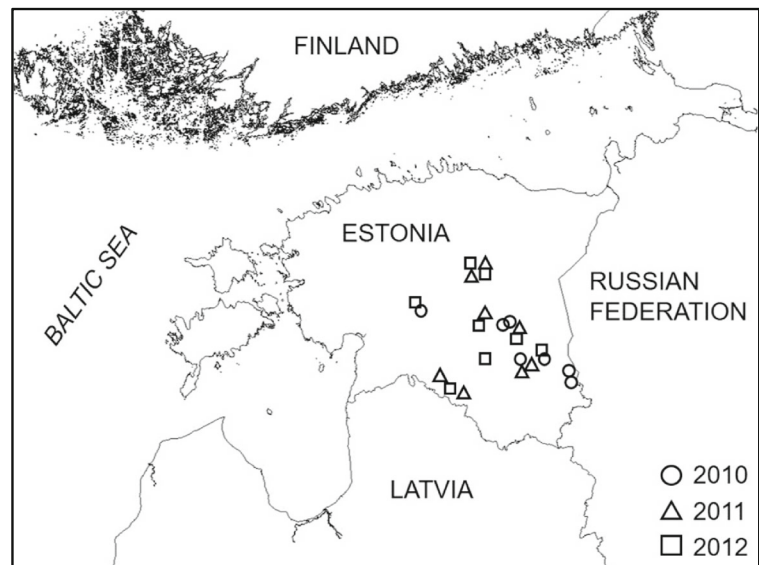 FINLAND
ESTONIA
BALTIC SEA
RUSSIAN
FEDERATION
LATVIA
2010
2011
2012